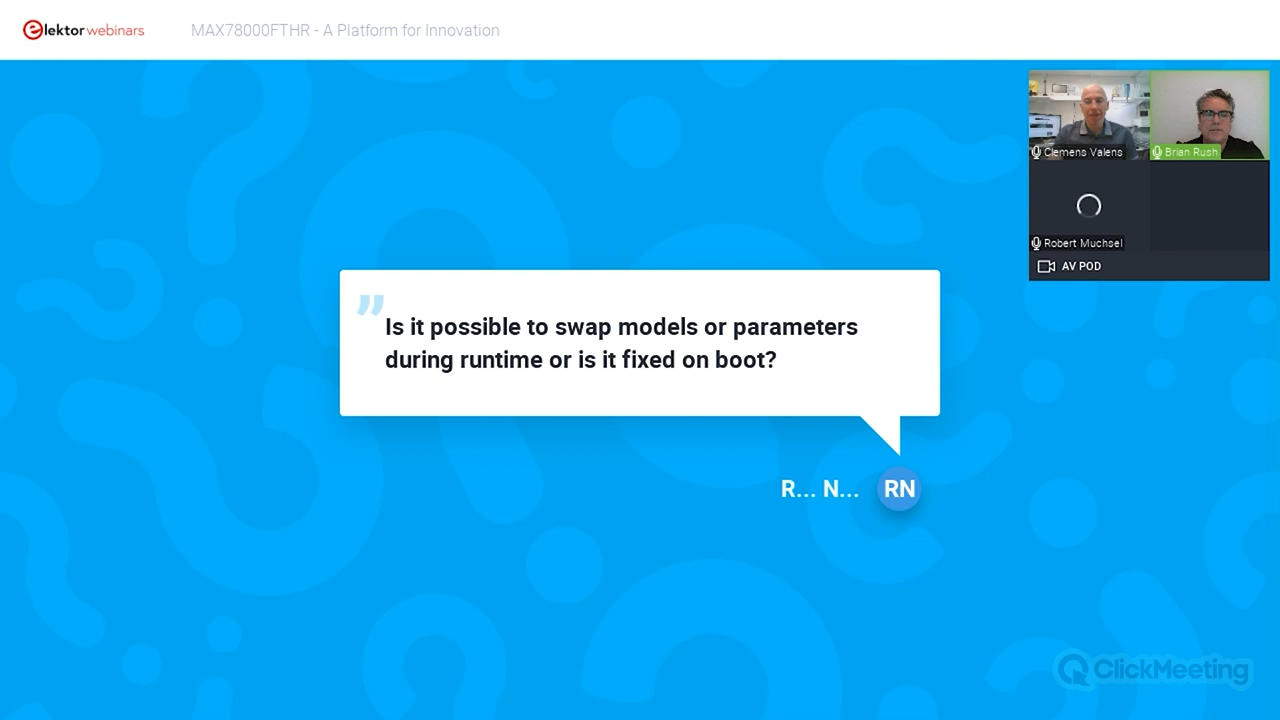 elektor webinars
MAX78000FTHR - A Platform for Innovation
Clemens Valens
Brian Rush
Robert Muchsel
AV POD
”
Is it possible to swap models or parameters
during runtime or is it fixed on boot?
R... N...
RN
ClickMeeting